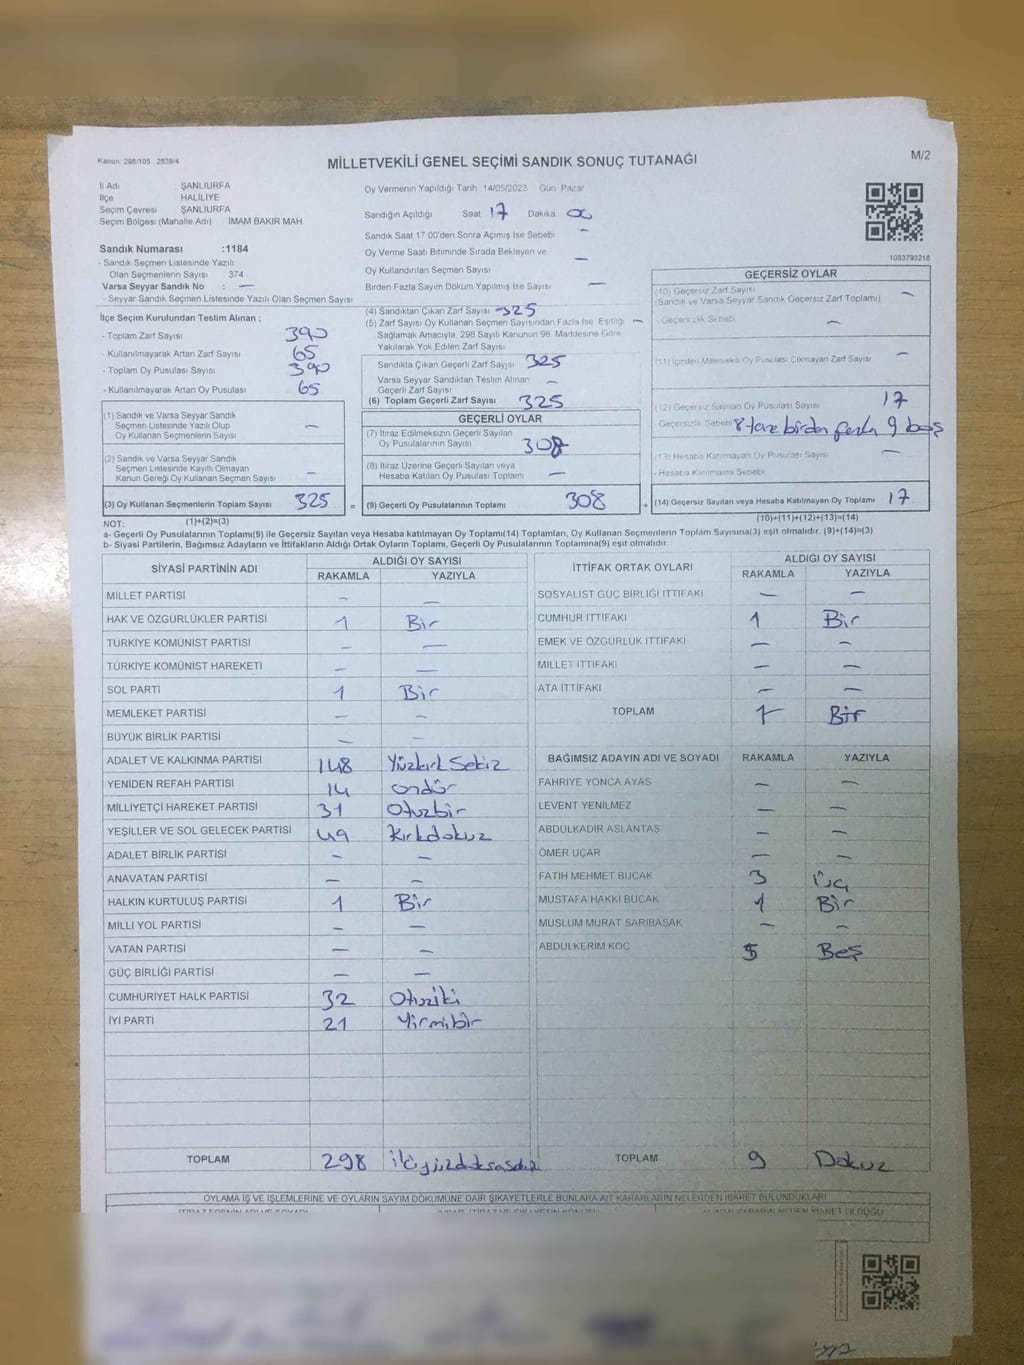 Kanun: 298/105 2839/4
MİLLETVEKİLİ GENEL SEÇİMİ SANDIK SONUÇ TUTANAĞI
M/2
İl Adı ŞANLIURFA
İlçe HALİLİYE
Seçim Çevresi ŞANLIURFA
Seçim Bölgesi (Mahalle Adı) İMAM BAKIR MAH.
Sandık Numarası :1184
- Sandık Seçmen Listesinde Yazılı
Olan Seçmenlerin Sayısı 374
Varsa Seyyar Sandık No : —
- Seyyar Sandık Seçmen Listesinde Yazılı Olan Seçmen Sayısı
İlçe Seçim Kurulundan Teslim Alınan ;
- Toplam Zarf Sayısı 390
- Kullanılmayarak Artan Zarf Sayısı 65
- Toplam Oy Pusulası Sayısı 390
- Kullanılmayarak Artan Oy Pusulası 65
(1) Sandık ve Varsa Seyyar Sandık
Seçmen Listesinde Yazılı Olup
Oy Kullanan Seçmenlerin Sayısı —
(2) Sandık ve Varsa Seyyar Sandık
Seçmen Listesinde Kayıtlı Olmayan
Kanun Gereği Oy Kullanan Seçmen Sayısı —
(3) Oy Kullanan Seçmenlerin Toplam Sayısı 325 =
(1)+(2)=(3)
Oy Vermenin Yapıldığı Tarih 14/05/2023 Gün Pazar
Sandığın Açıldığı Saat 17 Dakika 00
Sandık Saat 17:00'den Sonra Açılmış İse Sebebi —
Oy Verme Saati Bitiminde Sırada Bekleyen ve
Oy Kullandırılan Seçmen Sayısı —
Birden Fazla Sayım Döküm Yapılmış İse Sayısı —
(4) Sandıktan Çıkan Zarf Sayısı 325
(5) Zarf Sayısı Oy Kullanan Seçmen Sayısından Fazla İse, Eşitliği —
Sağlamak Amacıyla, 298 Sayılı Kanunun 98. Maddesine Göre
Yakılarak Yok Edilen Zarf Sayısı
Sandıkta Çıkan Geçerli Zarf Sayısı 325
Varsa Seyyar Sandıktan Teslim Alınan —
Geçerli Zarf Sayısı
(6) Toplam Geçerli Zarf Sayısı 325
GEÇERLİ OYLAR
(7) İtiraz Edilmeksizin Geçerli Sayılan
Oy Pusulalarının Sayısı 308
(8) İtiraz Üzerine Geçerli Sayılan veya
Hesaba Katılan Oy Pusulası Toplamı —
(9) Geçerli Oy Pusulalarının Toplamı 308 +
1083793218
GEÇERSİZ OYLAR
(10) Geçersiz Zarf Sayısı —
(Sandık ve Varsa Seyyar Sandık Geçersiz Zarf Toplamı)
- Geçersizlik Sebebi —
(11) İçinden Milletvekili Oy Pusulası Çıkmayan Zarf Sayısı —
(12) Geçersiz Sayılan Oy Pusulası Sayısı 17
- Geçersizlik Sebebi 8 tane birden fazla 9 boş
(13) Hesaba Katılmayan Oy Pusulası Sayısı —
- Hesaba Katılmama Sebebi
(14) Geçersiz Sayılan veya Hesaba Katılmayan Oy Toplamı 17
(10)+(11)+(12)+(13)=(14)
NOT:
a- Geçerli Oy Pusulalarının Toplamı(9) ile Geçersiz Sayılan veya Hesaba katılmayan Oy Toplamı(14) Toplamları, Oy Kullanan Seçmenlerin Toplam Sayısına(3) eşit olmalıdır. (9)+(14)=(3)
b- Siyasi Partilerin, Bağımsız Adayların ve İttifakların Aldığı Ortak Oyların Toplamı, Geçerli Oy Pusulalarının Toplamına(9) eşit olmalıdır.
SİYASİ PARTİNİN ADI ALDIĞI OY SAYISI
RAKAMLA YAZIYLA
MİLLET PARTİSİ — —
HAK VE ÖZGÜRLÜKLER PARTİSİ 1 Bir
TÜRKİYE KOMÜNİST PARTİSİ — —
TÜRKİYE KOMÜNİST HAREKETİ — —
SOL PARTİ 1 Bir
MEMLEKET PARTİSİ — —
BÜYÜK BİRLİK PARTİSİ — —
ADALET VE KALKINMA PARTİSİ 148 Yüzkırk Sekiz
YENİDEN REFAH PARTİSİ 14 ondör
MİLLİYETÇİ HAREKET PARTİSİ 31 Otuzbir
YEŞİLLER VE SOL GELECEK PARTİSİ 49 Kırkdokuz
ADALET BİRLİK PARTİSİ — —
ANAVATAN PARTİSİ — —
HALKIN KURTULUŞ PARTİSİ 1 Bir
MİLLİ YOL PARTİSİ — —
VATAN PARTİSİ — —
GÜÇ BİRLİĞİ PARTİSİ — —
CUMHURİYET HALK PARTİSİ 32 Otuziki
İYİ PARTİ 21 Yirmibir
TOPLAM 298
İTTİFAK ORTAK OYLARI ALDIĞI OY SAYISI
RAKAMLA YAZIYLA
SOSYALİST GÜÇ BİRLİĞİ İTTİFAKI — —
CUMHUR İTTİFAKI 1 Bir
EMEK VE ÖZGÜRLÜK İTTİFAKI — —
MİLLET İTTİFAKI — —
ATA İTTİFAKI — —
TOPLAM 1 Bir
BAĞIMSIZ ADAYIN ADI VE SOYADI RAKAMLA YAZIYLA
FAHRİYE YONCA AYAS — —
LEVENT YENİLMEZ — —
ABDULKADİR ASLANTAŞ — —
ÖMER UÇAR — —
FATİH MEHMET BUCAK 3 Üç
MUSTAFA HAKKI BUCAK 1 Bir
MÜSLÜM MURAT SARIBAŞAK — —
ABDULKERİM KOÇ 5 Beş
TOPLAM 9 Dokuz
OYLAMA İŞ VE İŞLEMLERİNE VE OYLARIN SAYIM DÖKÜMÜNE DAİR ŞİKAYETLERLE BUNLARA AİT KARARLARIN NELERDEN İBARET BULUNDUKLARI